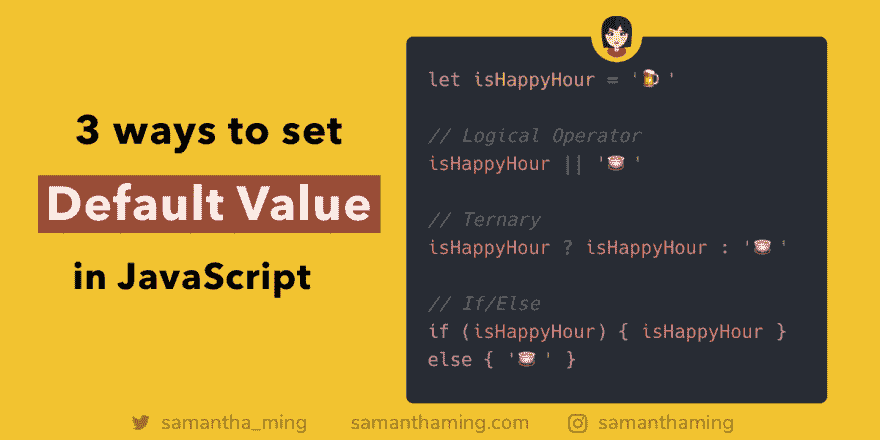 3 ways to set
Default Value
in JavaScript
let isHappyHour = '🍺'
// Logical Operator
isHappyHour || '🍵'
// Ternary
isHappyHour ? isHappyHour : '🍵'
// If/Else
if (isHappyHour) { isHappyHour }
else { '🍵' }
samantha_ming
samanthaming.com
samanthaming